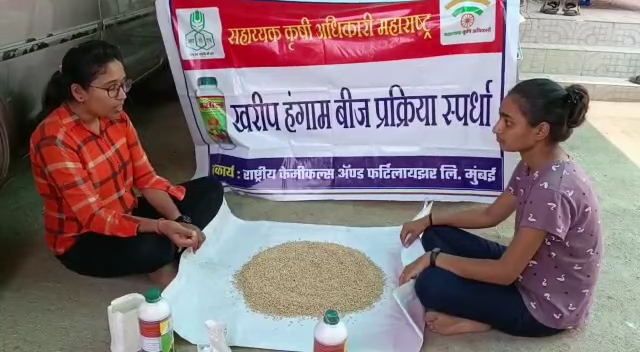 सहाय्यक कृषी अधिकारी महाराष्ट्र
खरीप हंगाम बीज प्रक्रिया स्पर्धा
कार्य : राष्ट्रीय केमीकल्स अ‍ॅण्ड फर्टिलायझर लि. मुंबई